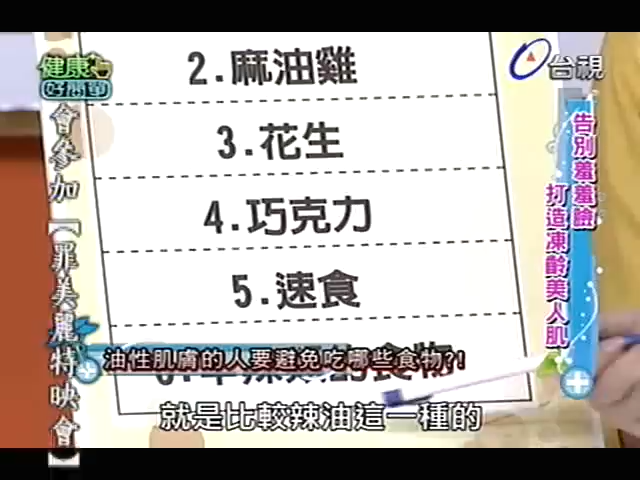 健康
好簡單
台視
2.麻油雞
3.花生
4.巧克力
5.速食
會參加【罪美麗特映會】
告別羞羞臉
打造凍齡美人肌
油性肌膚的人要避免吃哪些食物?!
就是比較辣油這一種的